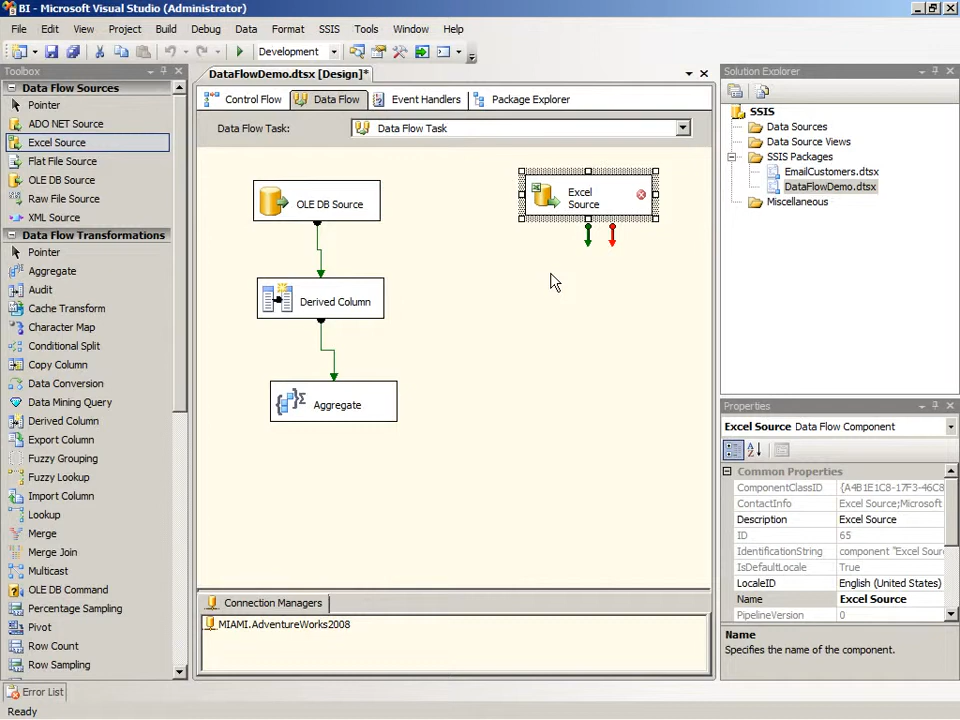 BI - Microsoft Visual Studio (Administrator)
File Edit View Project Build Debug Data Format SSIS Tools Window Help
Development
Toolbox
Data Flow Sources
Pointer
ADO NET Source
Excel Source
Flat File Source
OLE DB Source
Raw File Source
XML Source
Data Flow Transformations
Pointer
Aggregate
Audit
Cache Transform
Character Map
Conditional Split
Copy Column
Data Conversion
Data Mining Query
Derived Column
Export Column
Fuzzy Grouping
Fuzzy Lookup
Import Column
Lookup
Merge
Merge Join
Multicast
OLE DB Command
Percentage Sampling
Pivot
Row Count
Row Sampling
Error List
Ready
DataFlowDemo.dtsx [Design]*
Control Flow Data Flow Event Handlers Package Explorer
Data Flow Task: Data Flow Task
OLE DB Source
Derived Column
Aggregate
Excel
Source
Connection Managers
MIAMI.AdventureWorks2008
Solution Explorer
SSIS
Data Sources
Data Source Views
SSIS Packages
EmailCustomers.dtsx
DataFlowDemo.dtsx
Miscellaneous
Properties
Excel Source Data Flow Component
Common Properties
ComponentClassID {A4B1E1C8-17F3-46C8
ContactInfo Excel Source;Microsoft
Description Excel Source
ID 65
IdentificationString component "Excel Sour
IsDefaultLocale True
LocaleID English (United States)
Name Excel Source
PipelineVersion 0
Name
Specifies the name of the component.